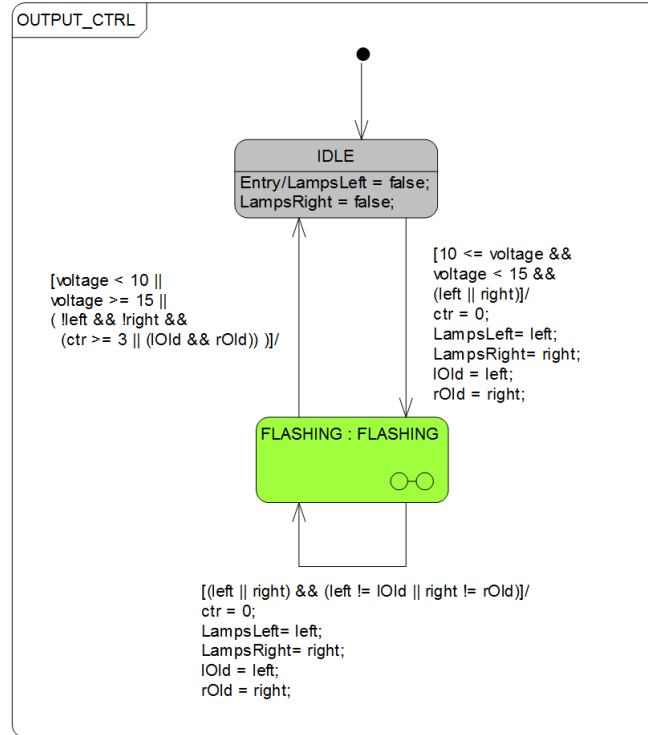 OUTPUT_CTRL
IDLE
Entry/LampsLeft = false;
LampsRight = false;
[voltage < 10 ||
voltage >= 15 ||
( !left && !right &&
(ctr >= 3 || (lOld && rOld)) )]/
[10 <= voltage &&
voltage < 15 &&
(left || right)]/
ctr = 0;
LampsLeft= left;
LampsRight= right;
lOld = left;
rOld = right;
FLASHING : FLASHING
[(left || right) && (left != lOld || right != rOld)]/
ctr = 0;
LampsLeft= left;
LampsRight= right;
lOld = left;
rOld = right;